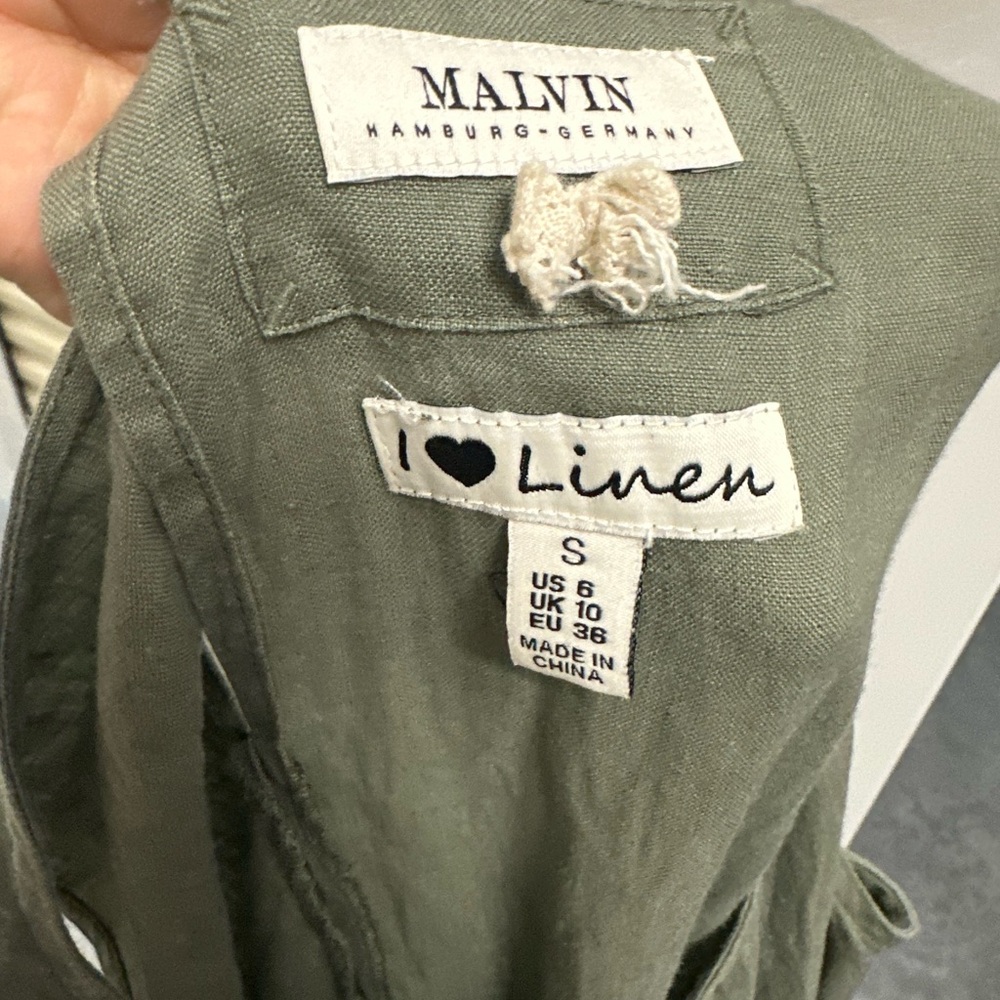 MALVIN
HAMBURG-GERMANY
I ♥ Linen
S
US 6
UK 10
EU 36
MADE IN
CHINA